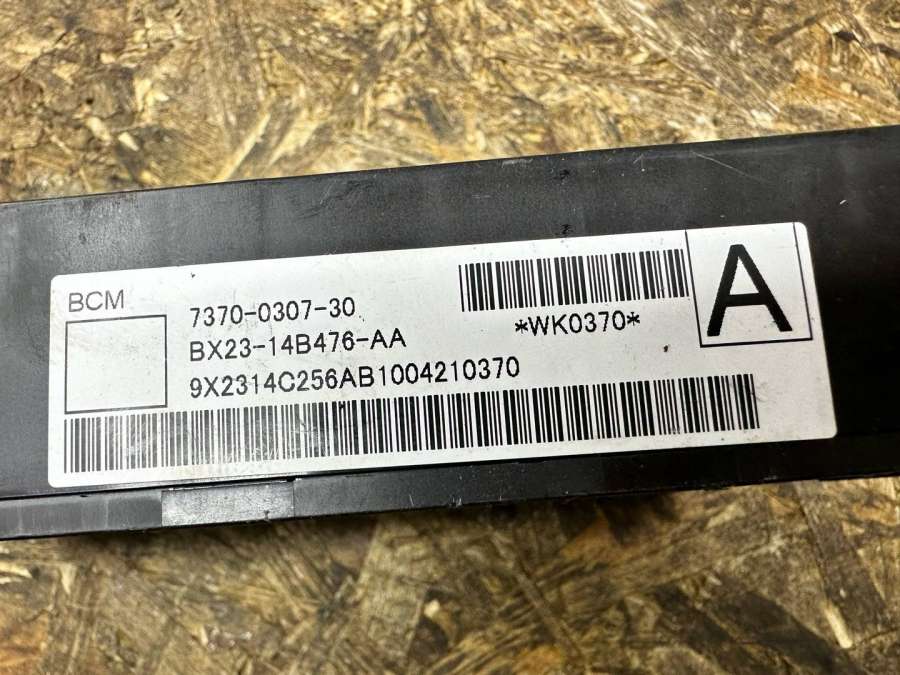 BCM
7370-0307-30
BX23-14B476-AA
9X2314C256AB1004210370
*WK0370*
A